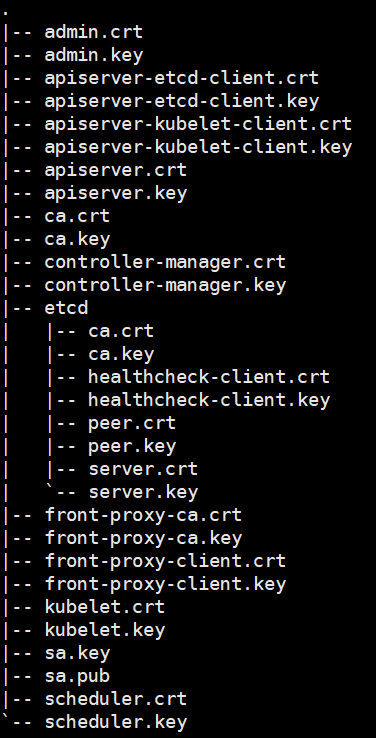 .
|-- admin.crt
|-- admin.key
|-- apiserver-etcd-client.crt
|-- apiserver-etcd-client.key
|-- apiserver-kubelet-client.crt
|-- apiserver-kubelet-client.key
|-- apiserver.crt
|-- apiserver.key
|-- ca.crt
|-- ca.key
|-- controller-manager.crt
|-- controller-manager.key
|-- etcd
|   |-- ca.crt
|   |-- ca.key
|   |-- healthcheck-client.crt
|   |-- healthcheck-client.key
|   |-- peer.crt
|   |-- peer.key
|   |-- server.crt
|   `-- server.key
|-- front-proxy-ca.crt
|-- front-proxy-ca.key
|-- front-proxy-client.crt
|-- front-proxy-client.key
|-- kubelet.crt
|-- kubelet.key
|-- sa.key
|-- sa.pub
|-- scheduler.crt
`-- scheduler.key